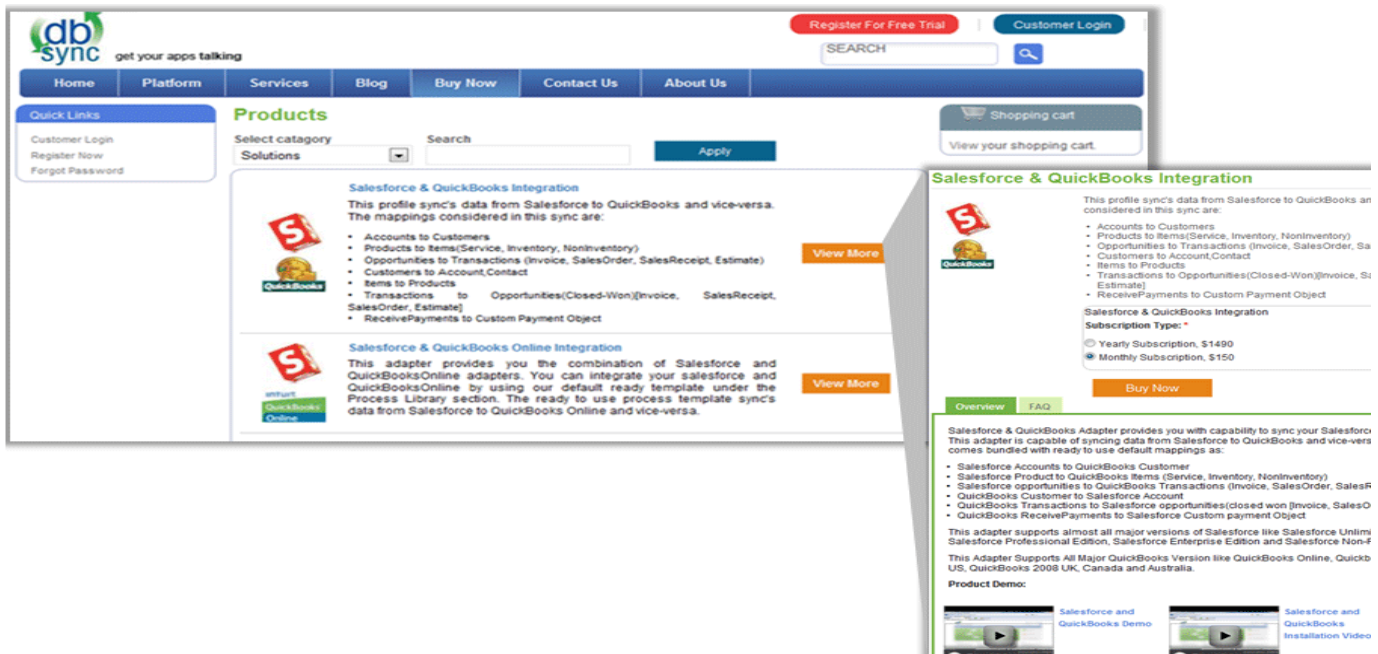 db
sync
get your apps talking
Register For Free Trial
Customer Login
SEARCH
Home Platform Services Blog Buy Now Contact Us About Us
Quick Links
Customer Login
Register Now
Forgot Password
Products
Select catagory Search
Solutions
Apply
Shopping cart
View your shopping cart.
Salesforce & QuickBooks Integration
This profile sync's data from Salesforce to QuickBooks and vice-versa.
The mappings considered in this sync are:
• Accounts to Customers
• Products to Items(Service, Inventory, NonInventory)
• Opportunities to Transactions (Invoice, SalesOrder, SalesReceipt, Estimate)
• Customers to Account,Contact
• Items to Products
• Transactions to Opportunities(Closed-Won)[Invoice, SalesReceipt,
SalesOrder, Estimate]
• ReceivePayments to Custom Payment Object
S
QuickBooks
View More
Salesforce & QuickBooks Online Integration
This adapter provides you the combination of Salesforce and
QuickBooksOnline adapters. You can integrate your salesforce and
QuickBooksOnline by using our default ready template under the
Process Library section. The ready to use process template sync's
data from Salesforce to QuickBooks Online and vice-versa.
S
intuit
QuickBooks
Online
View More
Salesforce & QuickBooks Integration
S
QuickBooks
This profile sync's data from Salesforce to QuickBooks an
considered in this sync are:
• Accounts to Customers
• Products to Items(Service, Inventory, NonInventory)
• Opportunities to Transactions (Invoice, SalesOrder, Sa
• Customers to Account,Contact
• Items to Products
• Transactions to Opportunities(Closed-Won)[Invoice, Sa
Estimate]
• ReceivePayments to Custom Payment Object
Salesforce & QuickBooks Integration
Subscription Type: *
Yearly Subscription, $1490
Monthly Subscription, $150
Buy Now
Overview FAQ
Salesforce & QuickBooks Adapter provides you with capability to sync your Salesforce
This adapter is capable of syncing data from Salesforce to QuickBooks and vice-vers
comes bundled with ready to use default mappings as:
• Salesforce Accounts to QuickBooks Customer
• Salesforce Product to QuickBooks Items (Service, Inventory, NonInventory)
• Salesforce opportunities to QuickBooks Transactions (Invoice, SalesOrder, SalesR
• QuickBooks Customer to Salesforce Account
• QuickBooks Transactions to Salesforce opportunities(closed won [Invoice, SalesO
• QuickBooks ReceivePayments to Salesforce Custom payment Object
This adapter supports almost all major versions of Salesforce like Salesforce Unlimi
Salesforce Professional Edition, Salesforce Enterprise Edition and Salesforce Non-P
This Adapter Supports All Major QuickBooks Version like QuickBooks Online, Quickb
US, QuickBooks 2008 UK, Canada and Australia.
Product Demo:
Salesforce and
QuickBooks Demo
Salesforce and
QuickBooks
Installation Video